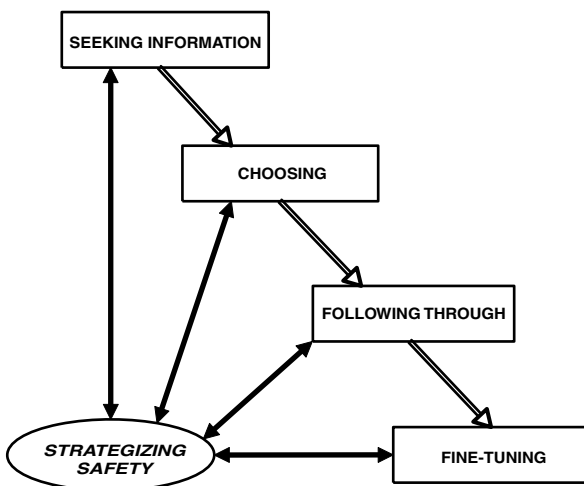 SEEKING INFORMATION
CHOOSING
FOLLOWING THROUGH
STRATEGIZING
SAFETY
FINE-TUNING